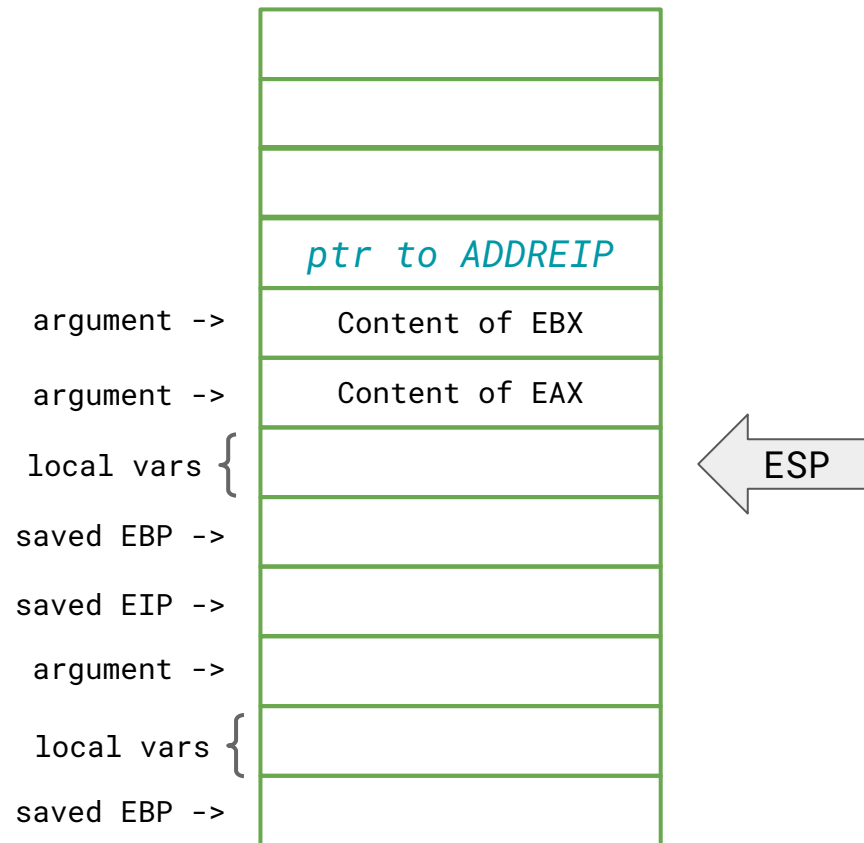 ptr to ADDREIP
argument -> Content of EBX
argument -> Content of EAX
local vars { ESP
saved EBP ->
saved EIP ->
argument ->
local vars {
saved EBP ->